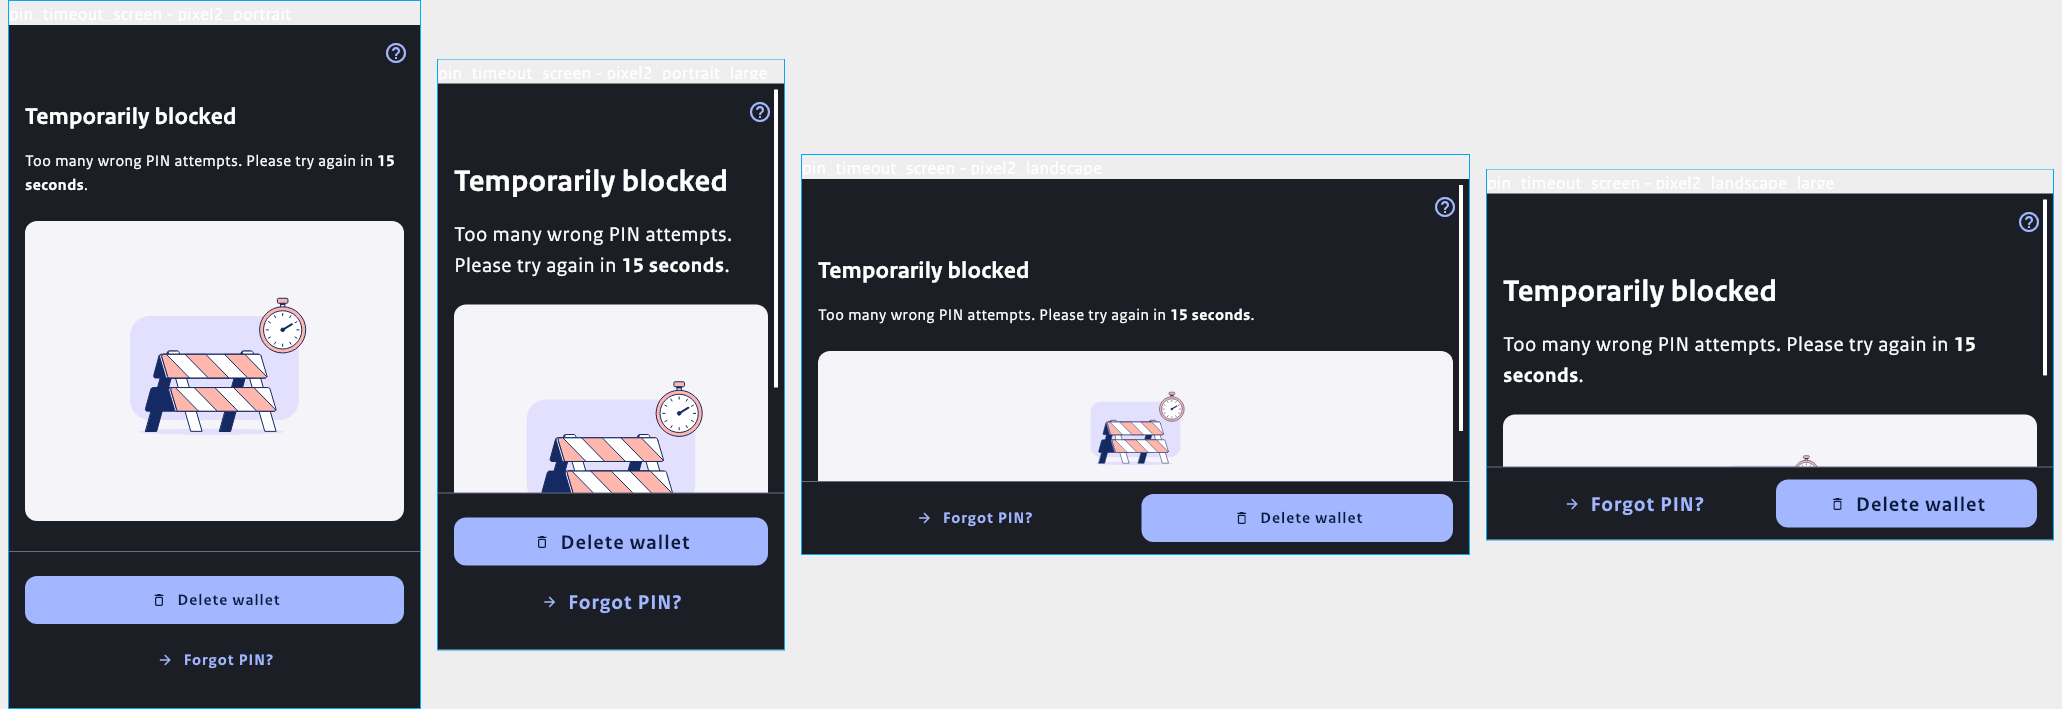 pin_timeout_screen - pixel2_portrait
Temporarily blocked
Too many wrong PIN attempts. Please try again in 15
seconds.
Delete wallet
Forgot PIN?
pin_timeout_screen - pixel2_portrait_large
Temporarily blocked
Too many wrong PIN attempts.
Please try again in 15 seconds.
Delete wallet
Forgot PIN?
pin_timeout_screen - pixel2_landscape
Temporarily blocked
Too many wrong PIN attempts. Please try again in 15 seconds.
Forgot PIN?
Delete wallet
pin_timeout_screen - pixel2_landscape_large
Temporarily blocked
Too many wrong PIN attempts. Please try again in 15
seconds.
Forgot PIN?
Delete wallet